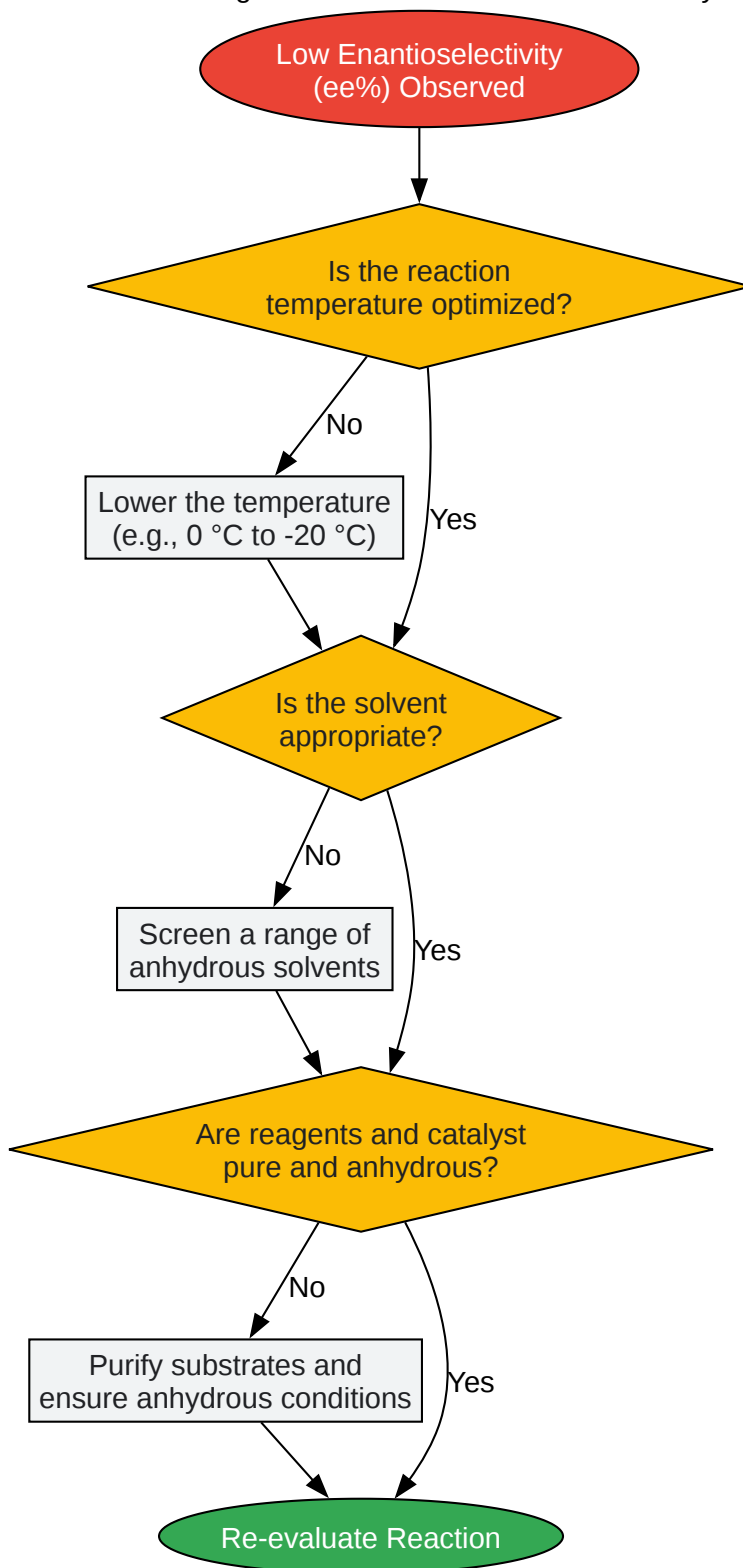 Low Enantioselectivity
(ee%) Observed
Is the reaction
temperature optimized?
No
Lower the temperature
(e.g., 0 °C to -20 °C)
Yes
Is the solvent
appropriate?
No
Screen a range of
anhydrous solvents
Yes
Are reagents and catalyst
pure and anhydrous?
No
Purify substrates and
ensure anhydrous conditions
Yes
Re-evaluate Reaction